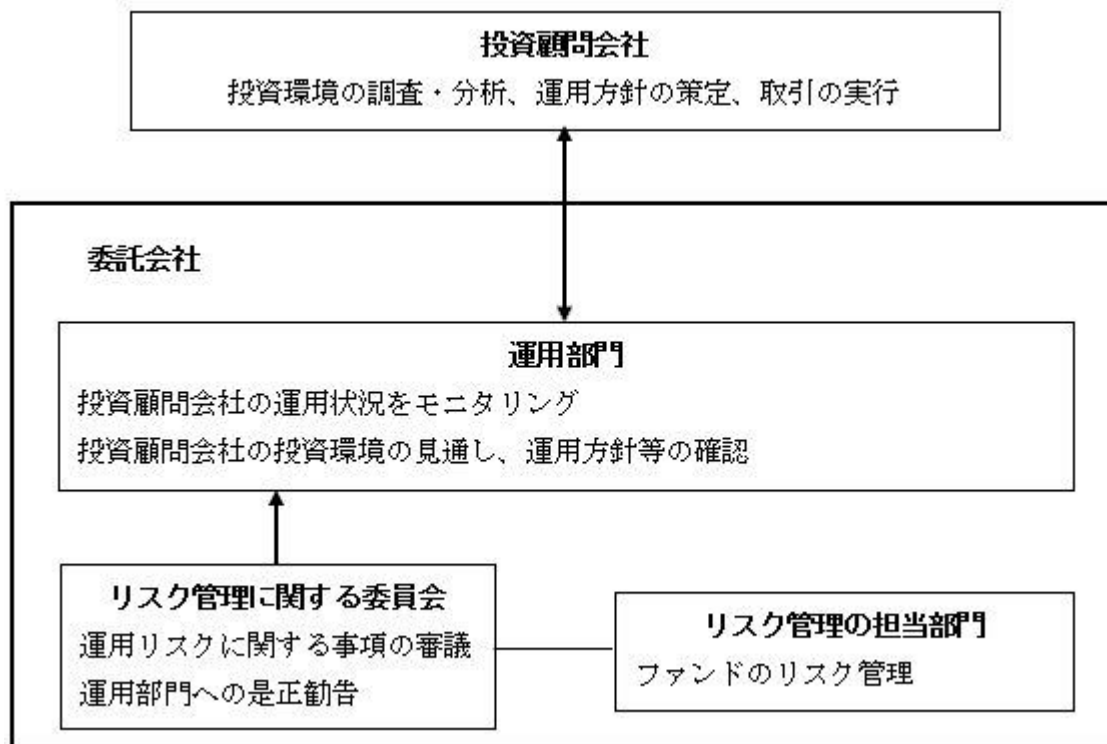 投資顧問会社
投資環境の調査・分析、運用方針の策定、取引の実行
委託会社
運用部門
投資顧問会社の運用状況をモニタリング
投資顧問会社の投資環境の見通し、運用方針等の確認
リスク管理に関する委員会
運用リスクに関する事項の審議
運用部門への是正勧告
リスク管理の担当部門
ファンドのリスク管理